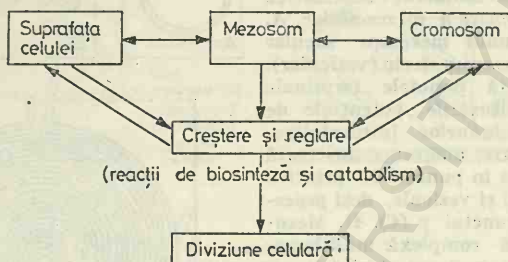 Suprafața
celulei
Mezosom
Cromosom
Creștere și reglare
(reacții de biosinteză și catabolism)
Diviziune celulară